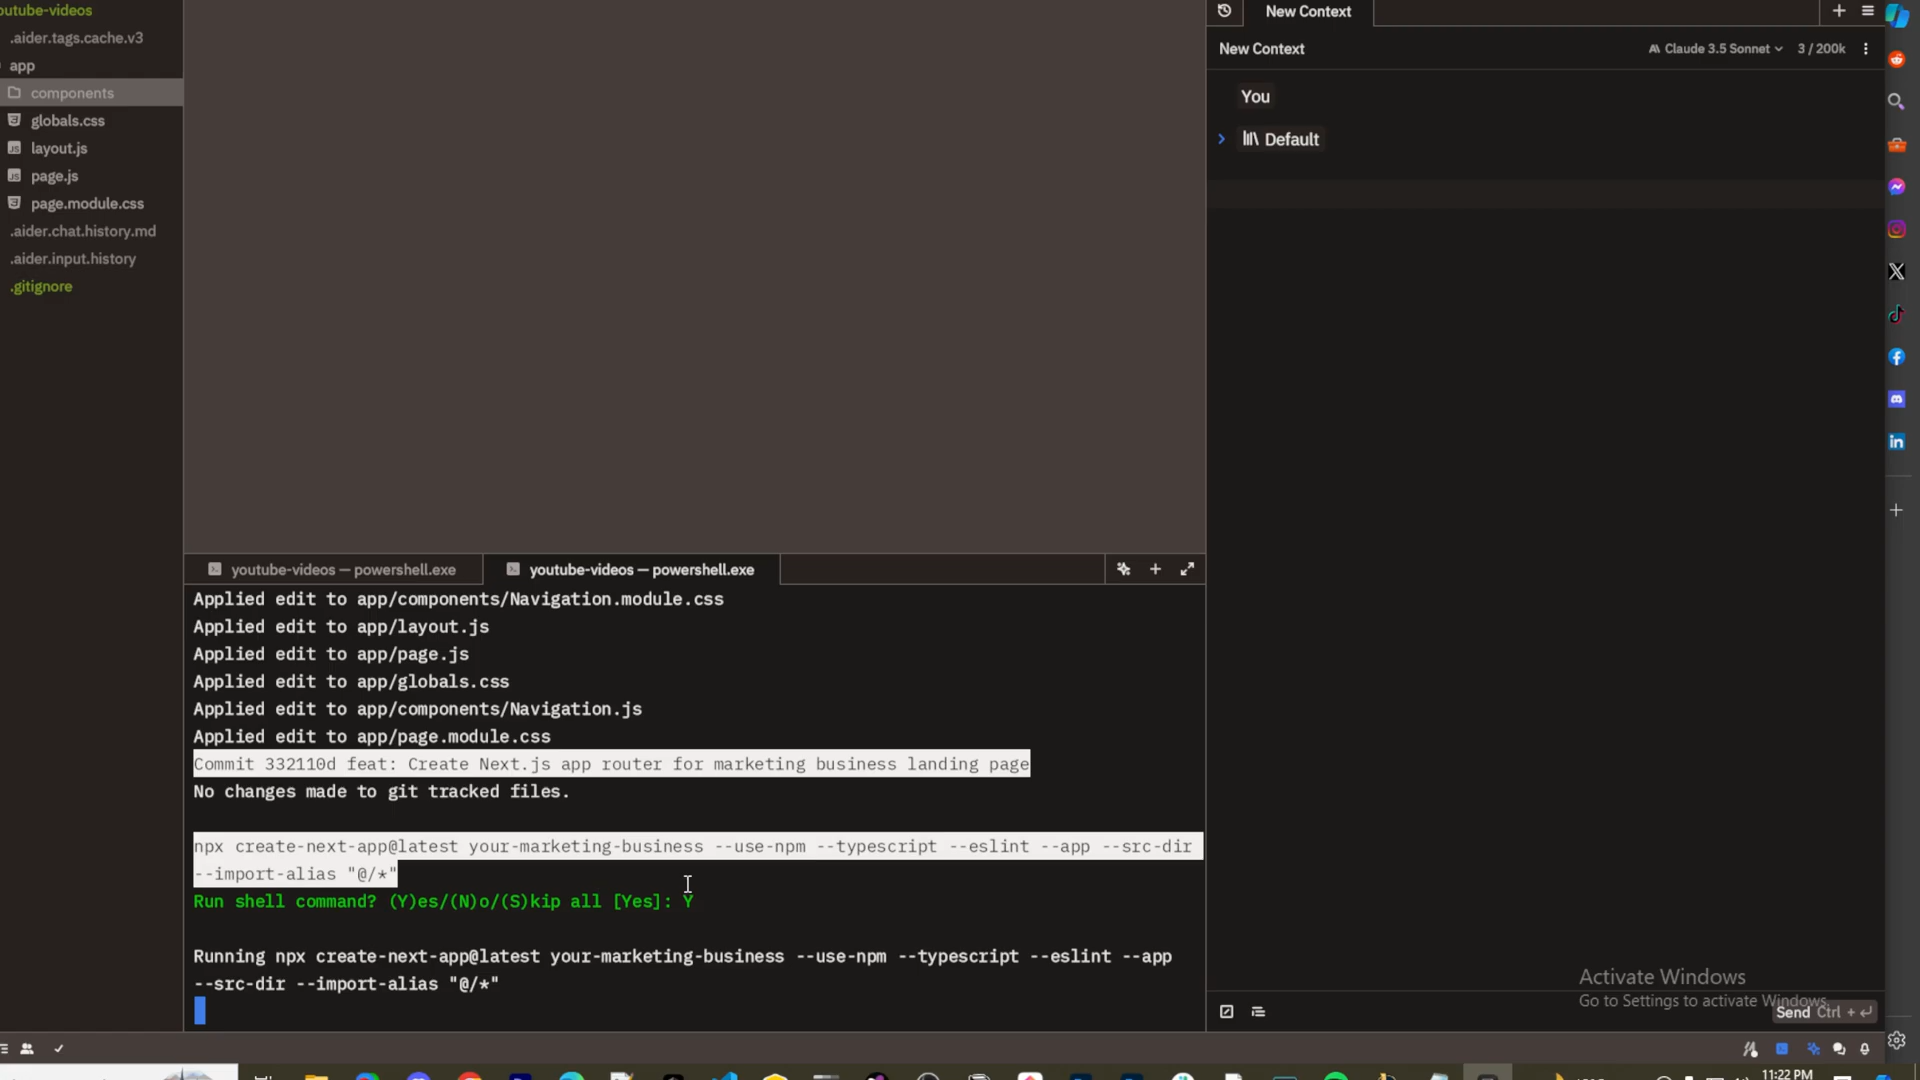 outube-videos
.aider.tags.cache.v3
app
components
globals.css
layout.js
page.js
page.module.css
.aider.chat.history.md
.aider.input.history
.gitignore
youtube-videos — powershell.exe
youtube-videos — powershell.exe
Applied edit to app/components/Navigation.module.css
Applied edit to app/layout.js
Applied edit to app/page.js
Applied edit to app/globals.css
Applied edit to app/components/Navigation.js
Applied edit to app/page.module.css
Commit 332110d feat: Create Next.js app router for marketing business landing page
No changes made to git tracked files.
npx create-next-app@latest your-marketing-business --use-npm --typescript --eslint --app --src-dir
--import-alias "@/*"
Run shell command? (Y)es/(N)o/(S)kip all [Yes]: Y
Running npx create-next-app@latest your-marketing-business --use-npm --typescript --eslint --app
--src-dir --import-alias "@/*"
New Context
New Context
Claude 3.5 Sonnet
3 / 200k
You
Default
Activate Windows
Go to Settings to activate Windows.
Send Ctrl +
11:22 PM